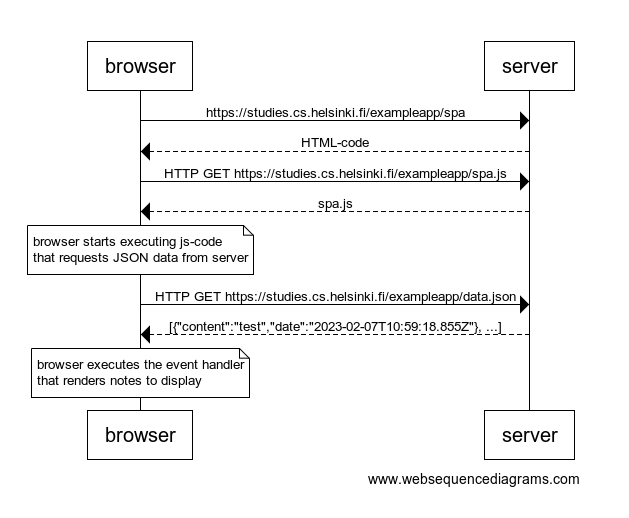 browser
server
https://studies.cs.helsinki.fi/exampleapp/spa
HTML-code
HTTP GET https://studies.cs.helsinki.fi/exampleapp/spa.js
spa.js
browser starts executing js-code
that requests JSON data from server
HTTP GET https://studies.cs.helsinki.fi/exampleapp/data.json
[{"content":"test","date":"2023-02-07T10:59:18.855Z"}, ...]
browser executes the event handler
that renders notes to display
browser
server
www.websequencediagrams.com